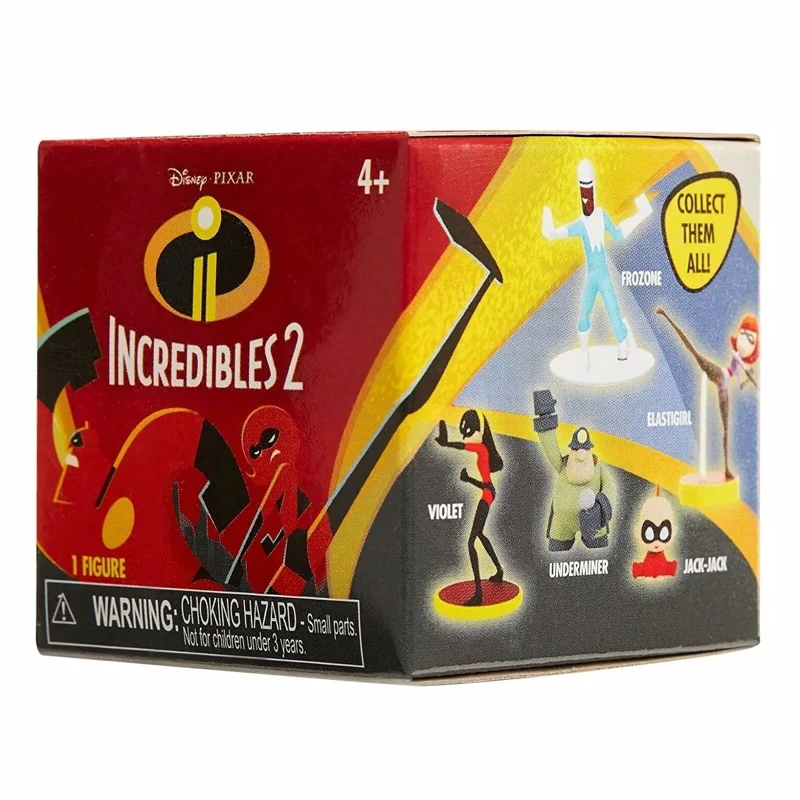 Disney · PIXAR
4+
INCREDIBLES 2
1 FIGURE
WARNING: CHOKING HAZARD - Small parts.
Not for children under 3 years.
COLLECT
THEM
ALL!
FROZONE
ELASTIGIRL
VIOLET
UNDERMINER
JACK-JACK